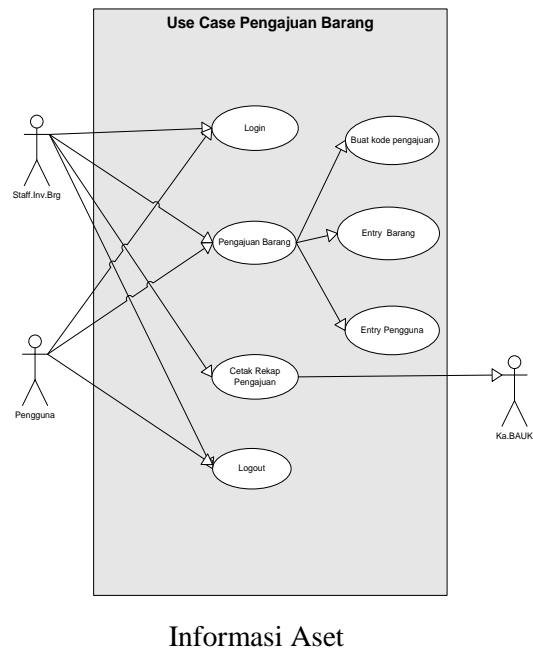 Use Case Pengajuan Barang
Login
Buat kode pengajuan
Staff.Inv.Brg
Pengajuan Barang
Entry Barang
Entry Pengguna
Pengguna
Cetak Rekap
Pengajuan
Ka.BAUK
Logout
Informasi Aset